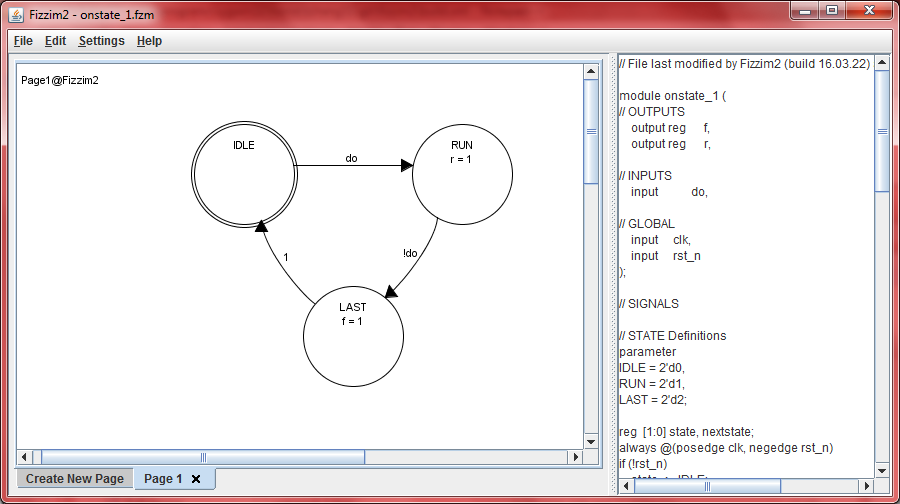 Fizzim2 - onstate_1.fzm
File Edit Settings Help
Page1@Fizzim2
IDLE
do
RUN
r = 1
!do
1
LAST
f = 1
Create New Page
Page 1
// File last modified by Fizzim2 (build 16.03.22)
module onstate_1 (
// OUTPUTS
output reg f,
output reg r,
// INPUTS
input do,
// GLOBAL
input clk,
input rst_n
);
// SIGNALS
// STATE Definitions
parameter
IDLE = 2'd0,
RUN = 2'd1,
LAST = 2'd2;
reg [1:0] state, nextstate;
always @(posedge clk, negedge rst_n)
if (!rst_n)